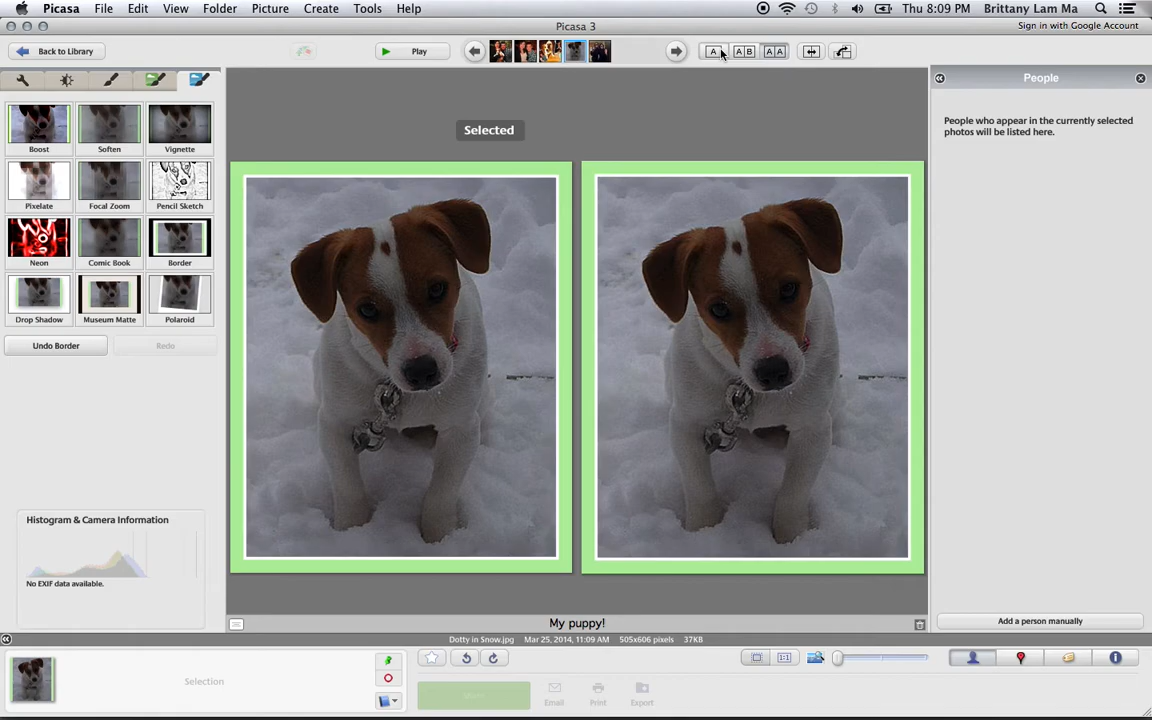 Picasa File Edit View Folder Picture Create Tools Help Thu 8:09 PM Brittany Lam Ma
Picasa 3
Sign in with Google Account
Back to Library
Play
A
A B
A A
People
People who appear in the currently selected
photos will be listed here.
Selected
Boost Soften Vignette
Pixelate Focal Zoom Pencil Sketch
Neon Comic Book Border
Drop Shadow Museum Matte Polaroid
Undo Border Redo
Histogram & Camera Information
No EXIF data available.
My puppy!
Add a person manually
Dotty in Snow.jpg Mar 25, 2014, 11:09 AM 505x606 pixels 37KB
Selection
1:1
Email Print Export